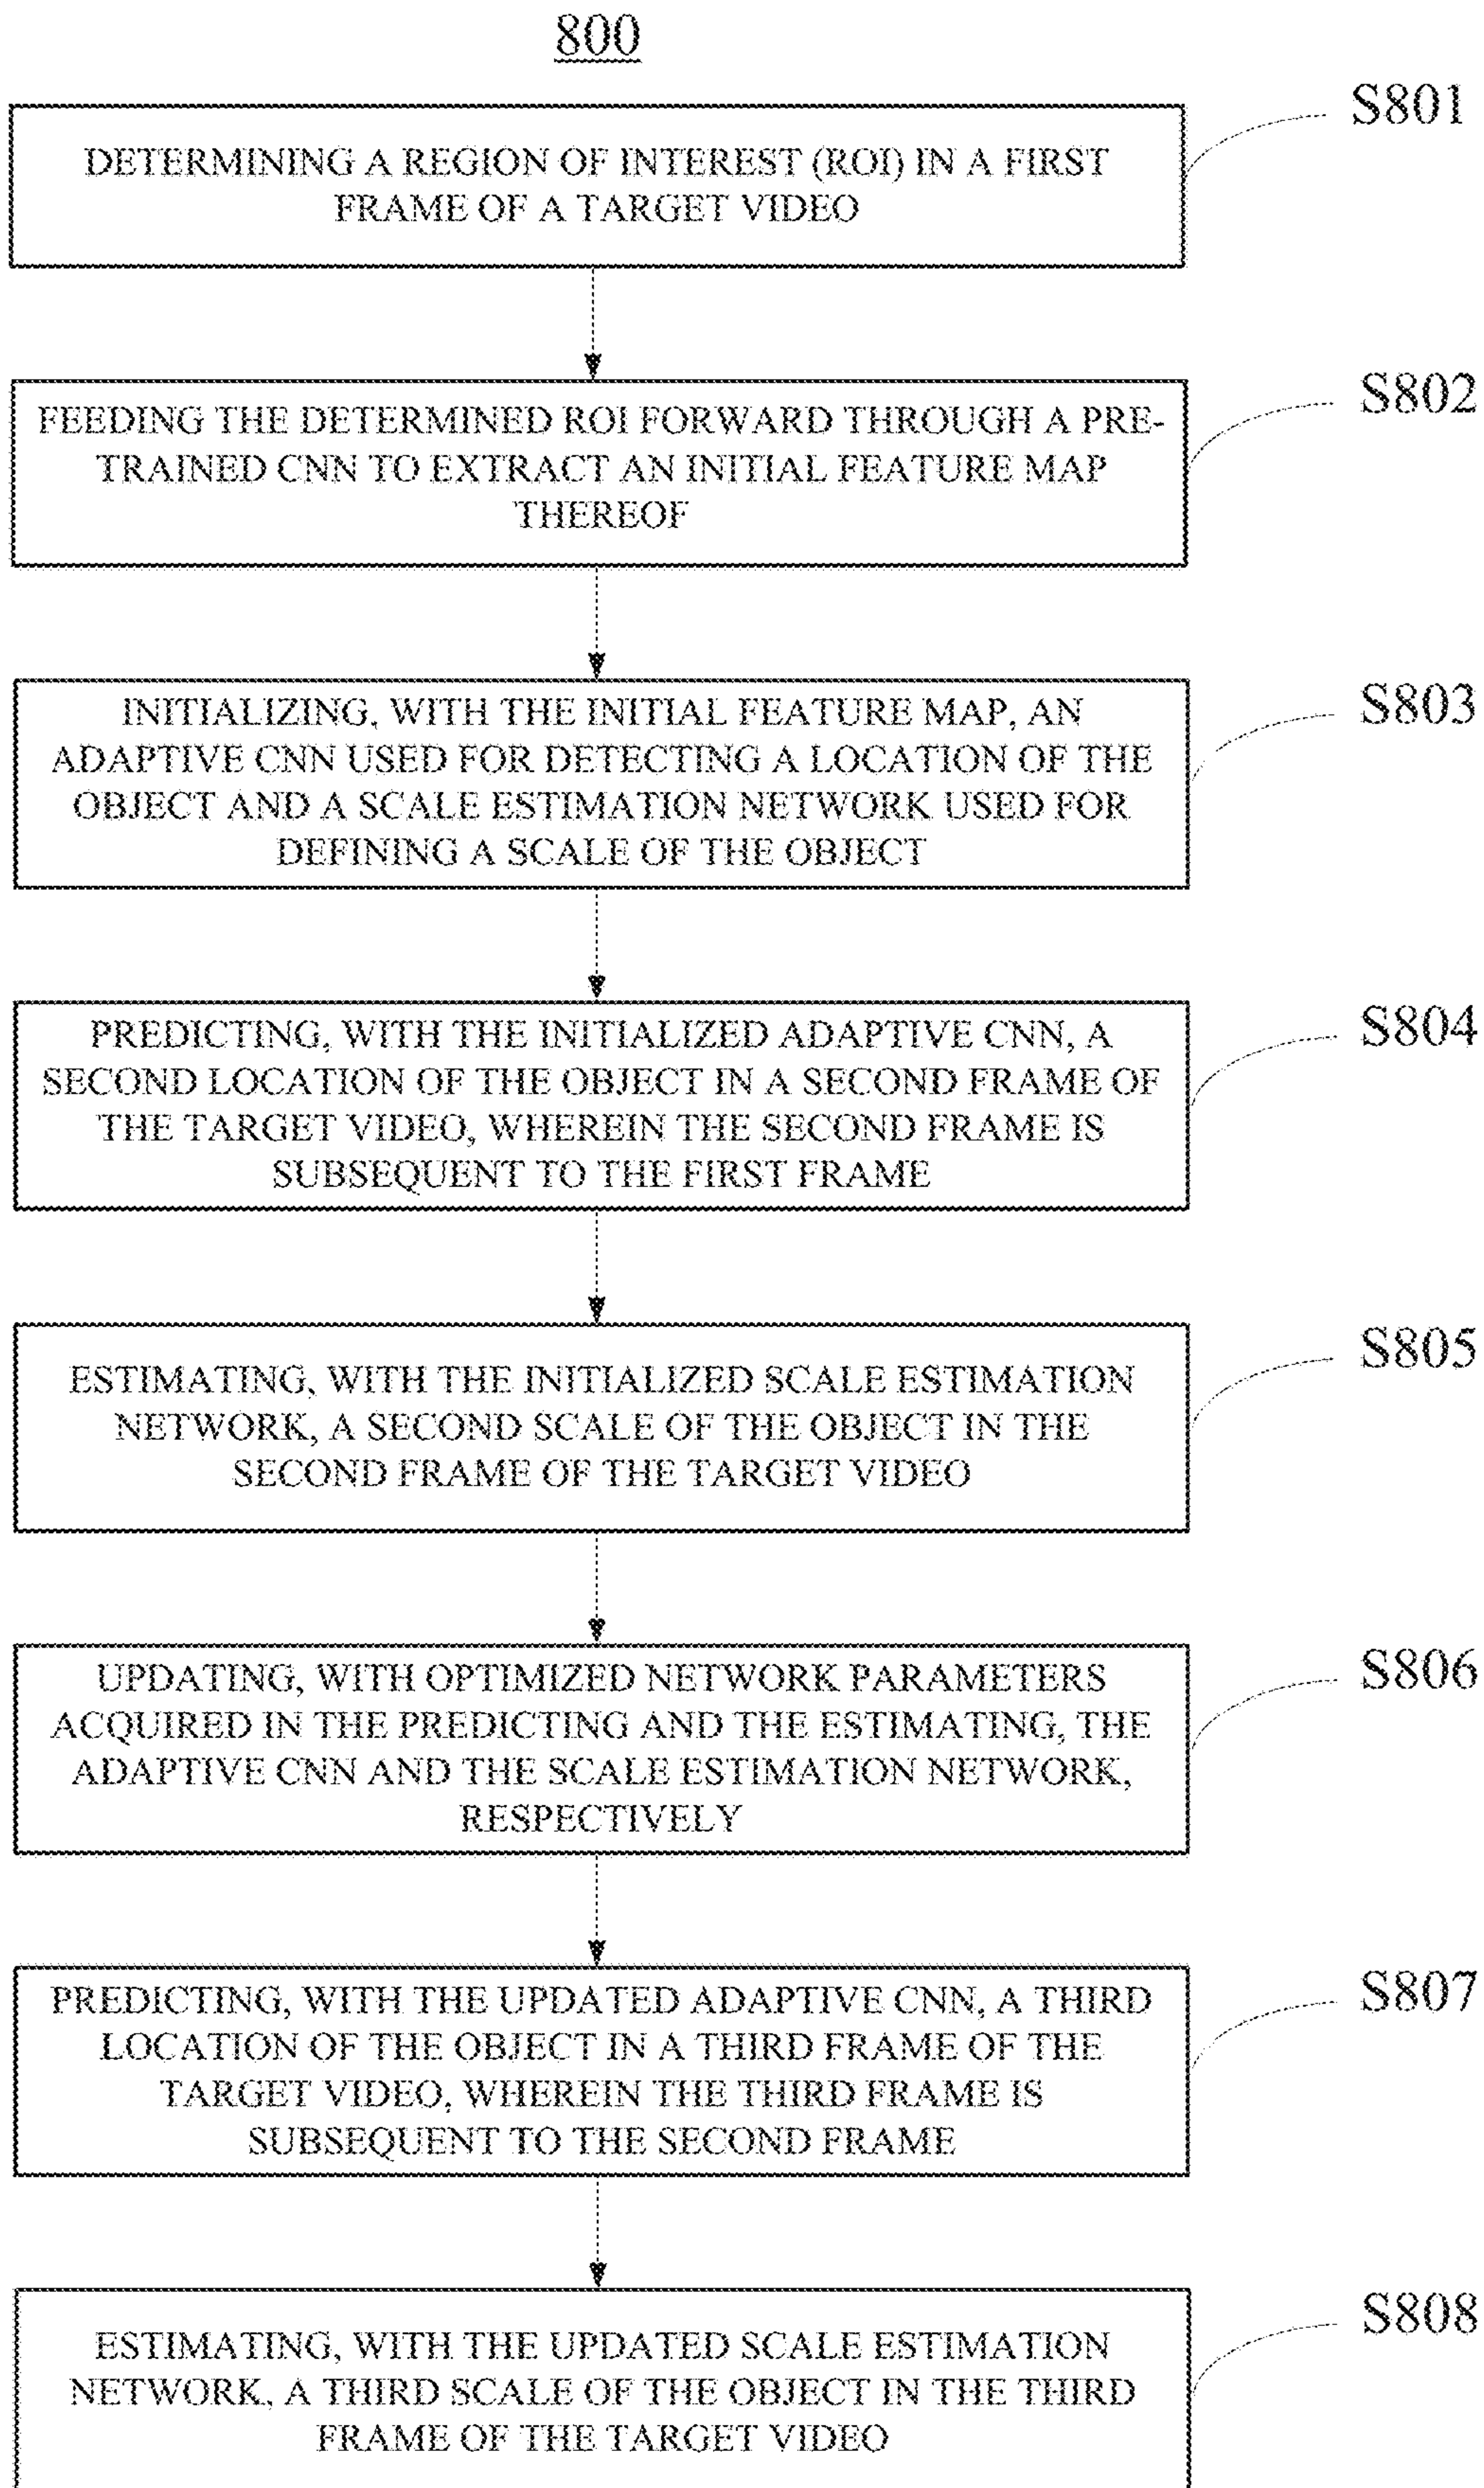 800
S801
DETERMINING A REGION OF INTEREST (ROI) IN A FIRST
FRAME OF A TARGET VIDEO
S802
FEEDING THE DETERMINED ROI FORWARD THROUGH A PRE-
TRAINED CNN TO EXTRACT AN INITIAL FEATURE MAP
THEREOF
S803
INITIALIZING, WITH THE INITIAL FEATURE MAP, AN
ADAPTIVE CNN USED FOR DETECTING A LOCATION OF THE
OBJECT AND A SCALE ESTIMATION NETWORK USED FOR
DEFINING A SCALE OF THE OBJECT
S804
PREDICTING, WITH THE INITIALIZED ADAPTIVE CNN, A
SECOND LOCATION OF THE OBJECT IN A SECOND FRAME OF
THE TARGET VIDEO, WHEREIN THE SECOND FRAME IS
SUBSEQUENT TO THE FIRST FRAME
S805
ESTIMATING, WITH THE INITIALIZED SCALE ESTIMATION
NETWORK, A SECOND SCALE OF THE OBJECT IN THE
SECOND FRAME OF THE TARGET VIDEO
S806
UPDATING, WITH OPTIMIZED NETWORK PARAMETERS
ACQUIRED IN THE PREDICTING AND THE ESTIMATING, THE
ADAPTIVE CNN AND THE SCALE ESTIMATION NETWORK,
RESPECTIVELY
S807
PREDICTING, WITH THE UPDATED ADAPTIVE CNN, A THIRD
LOCATION OF THE OBJECT IN A THIRD FRAME OF THE
TARGET VIDEO, WHEREIN THE THIRD FRAME IS
SUBSEQUENT TO THE SECOND FRAME
S808
ESTIMATING, WITH THE UPDATED SCALE ESTIMATION
NETWORK, A THIRD SCALE OF THE OBJECT IN THE THIRD
FRAME OF THE TARGET VIDEO